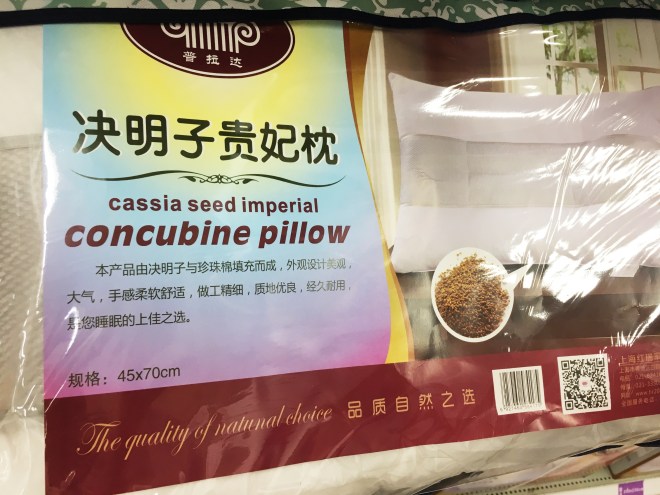 普拉达
决明子贵妃枕
cassia seed imperial
concubine pillow
本产品由决明子与珍珠棉填充而成，外观设计美观，
大气，手感柔软舒适，做工精细，质地优良，经久耐用，
是您睡眠的上佳之选。
规格：45x70cm
The quality of natural choice 品质自然之选